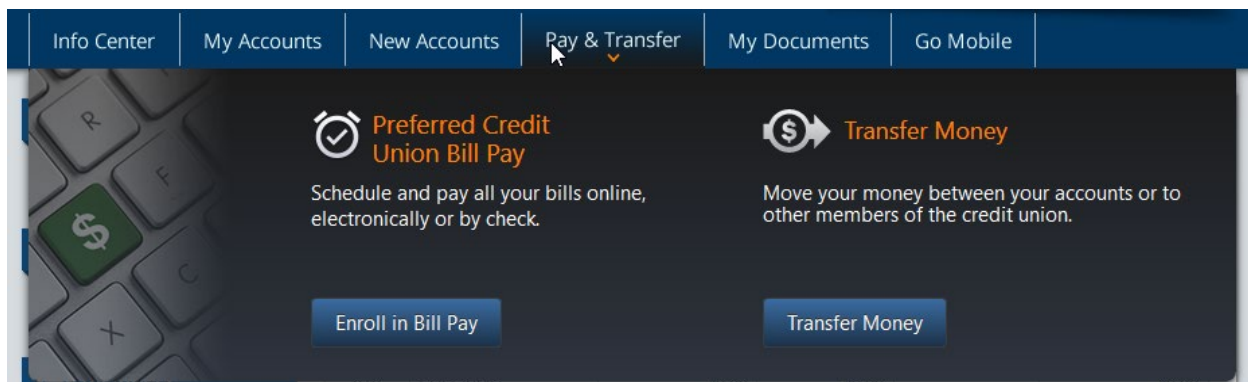 Info Center
My Accounts
New Accounts
Pay & Transfer
My Documents
Go Mobile
Preferred Credit
Union Bill Pay
Schedule and pay all your bills online,
electronically or by check.
Enroll in Bill Pay
Transfer Money
Move your money between your accounts or to
other members of the credit union.
Transfer Money
R
F
$
C
X